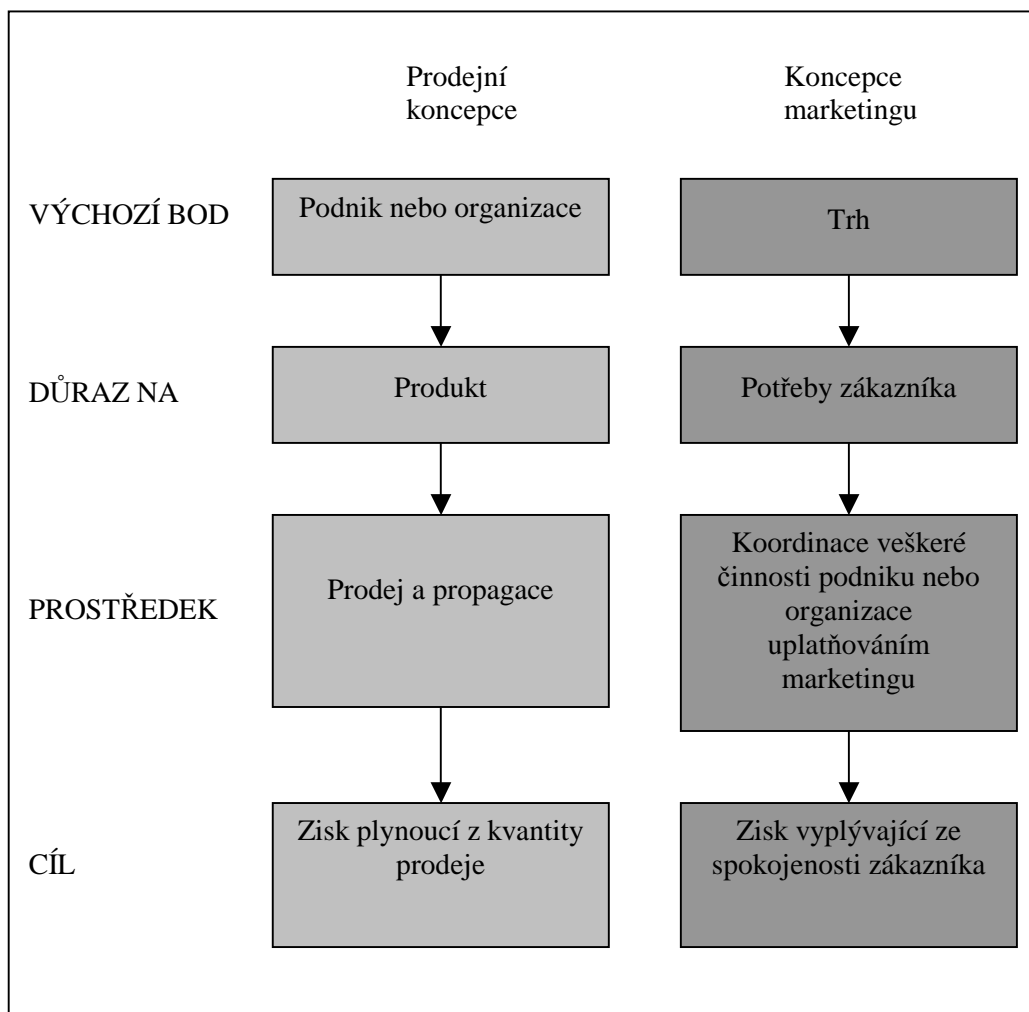 Prodejní
koncepce
Koncepce
marketingu
VÝCHOZÍ BOD
Podnik nebo organizace
Trh
DŮRAZ NA
Produkt
Potřeby zákazníka
PROSTŘEDEK
Prodej a propagace
Koordinace veškeré
činnosti podniku nebo
organizace
uplatňováním
marketingu
CÍL
Zisk plynoucí z kvantity
prodeje
Zisk vyplývající ze
spokojenosti zákazníka